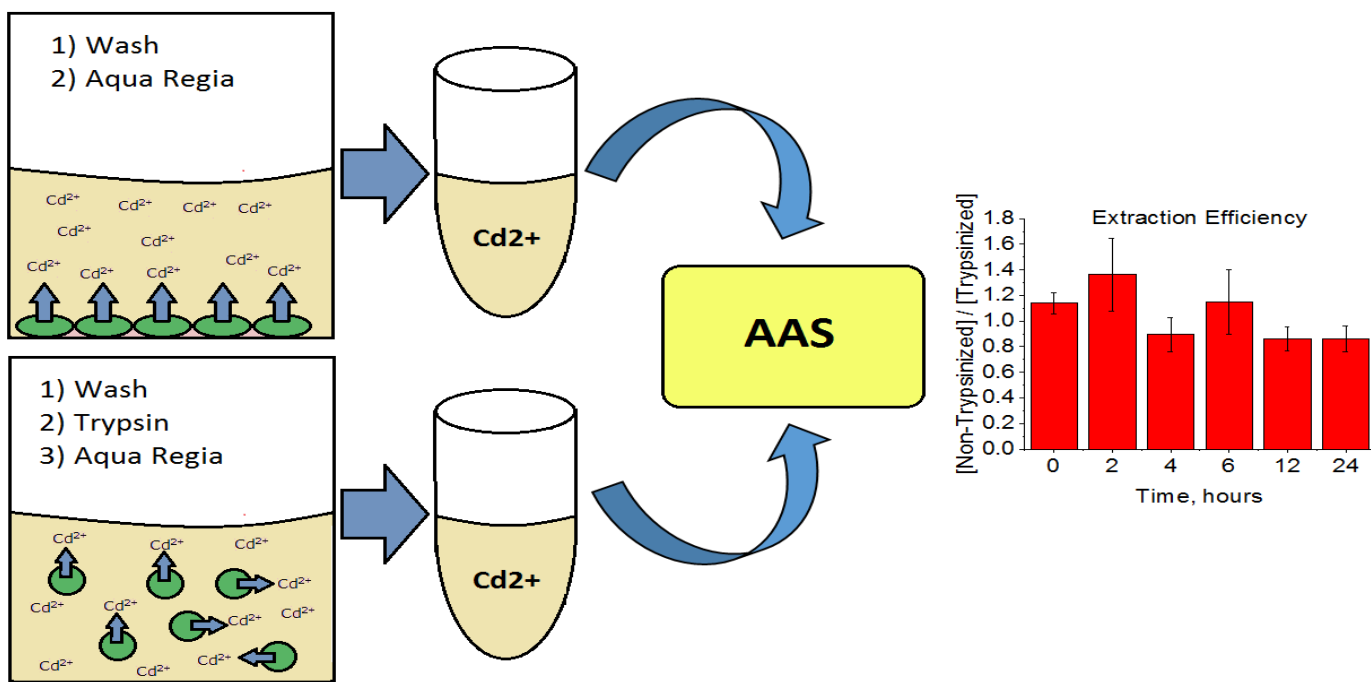 1) Wash
2) Aqua Regia
Cd²⁺ Cd²⁺ Cd²⁺ Cd²⁺
Cd²⁺ Cd²⁺
Cd²⁺ Cd²⁺ Cd²⁺ Cd²⁺ Cd²⁺
Cd2+
1) Wash
2) Trypsin
3) Aqua Regia
Cd²⁺ Cd²⁺ Cd²⁺
Cd²⁺
Cd²⁺ Cd²⁺ Cd²⁺ Cd²⁺
Cd²⁺ Cd²⁺ Cd²⁺
Cd2+
AAS
Extraction Efficiency
[Non-Trypsinized] / [Trypsinized]
1.8
1.6
1.4
1.2
1.0
0.8
0.6
0.4
0.2
0.0
0 2 4 6 12 24
Time, hours